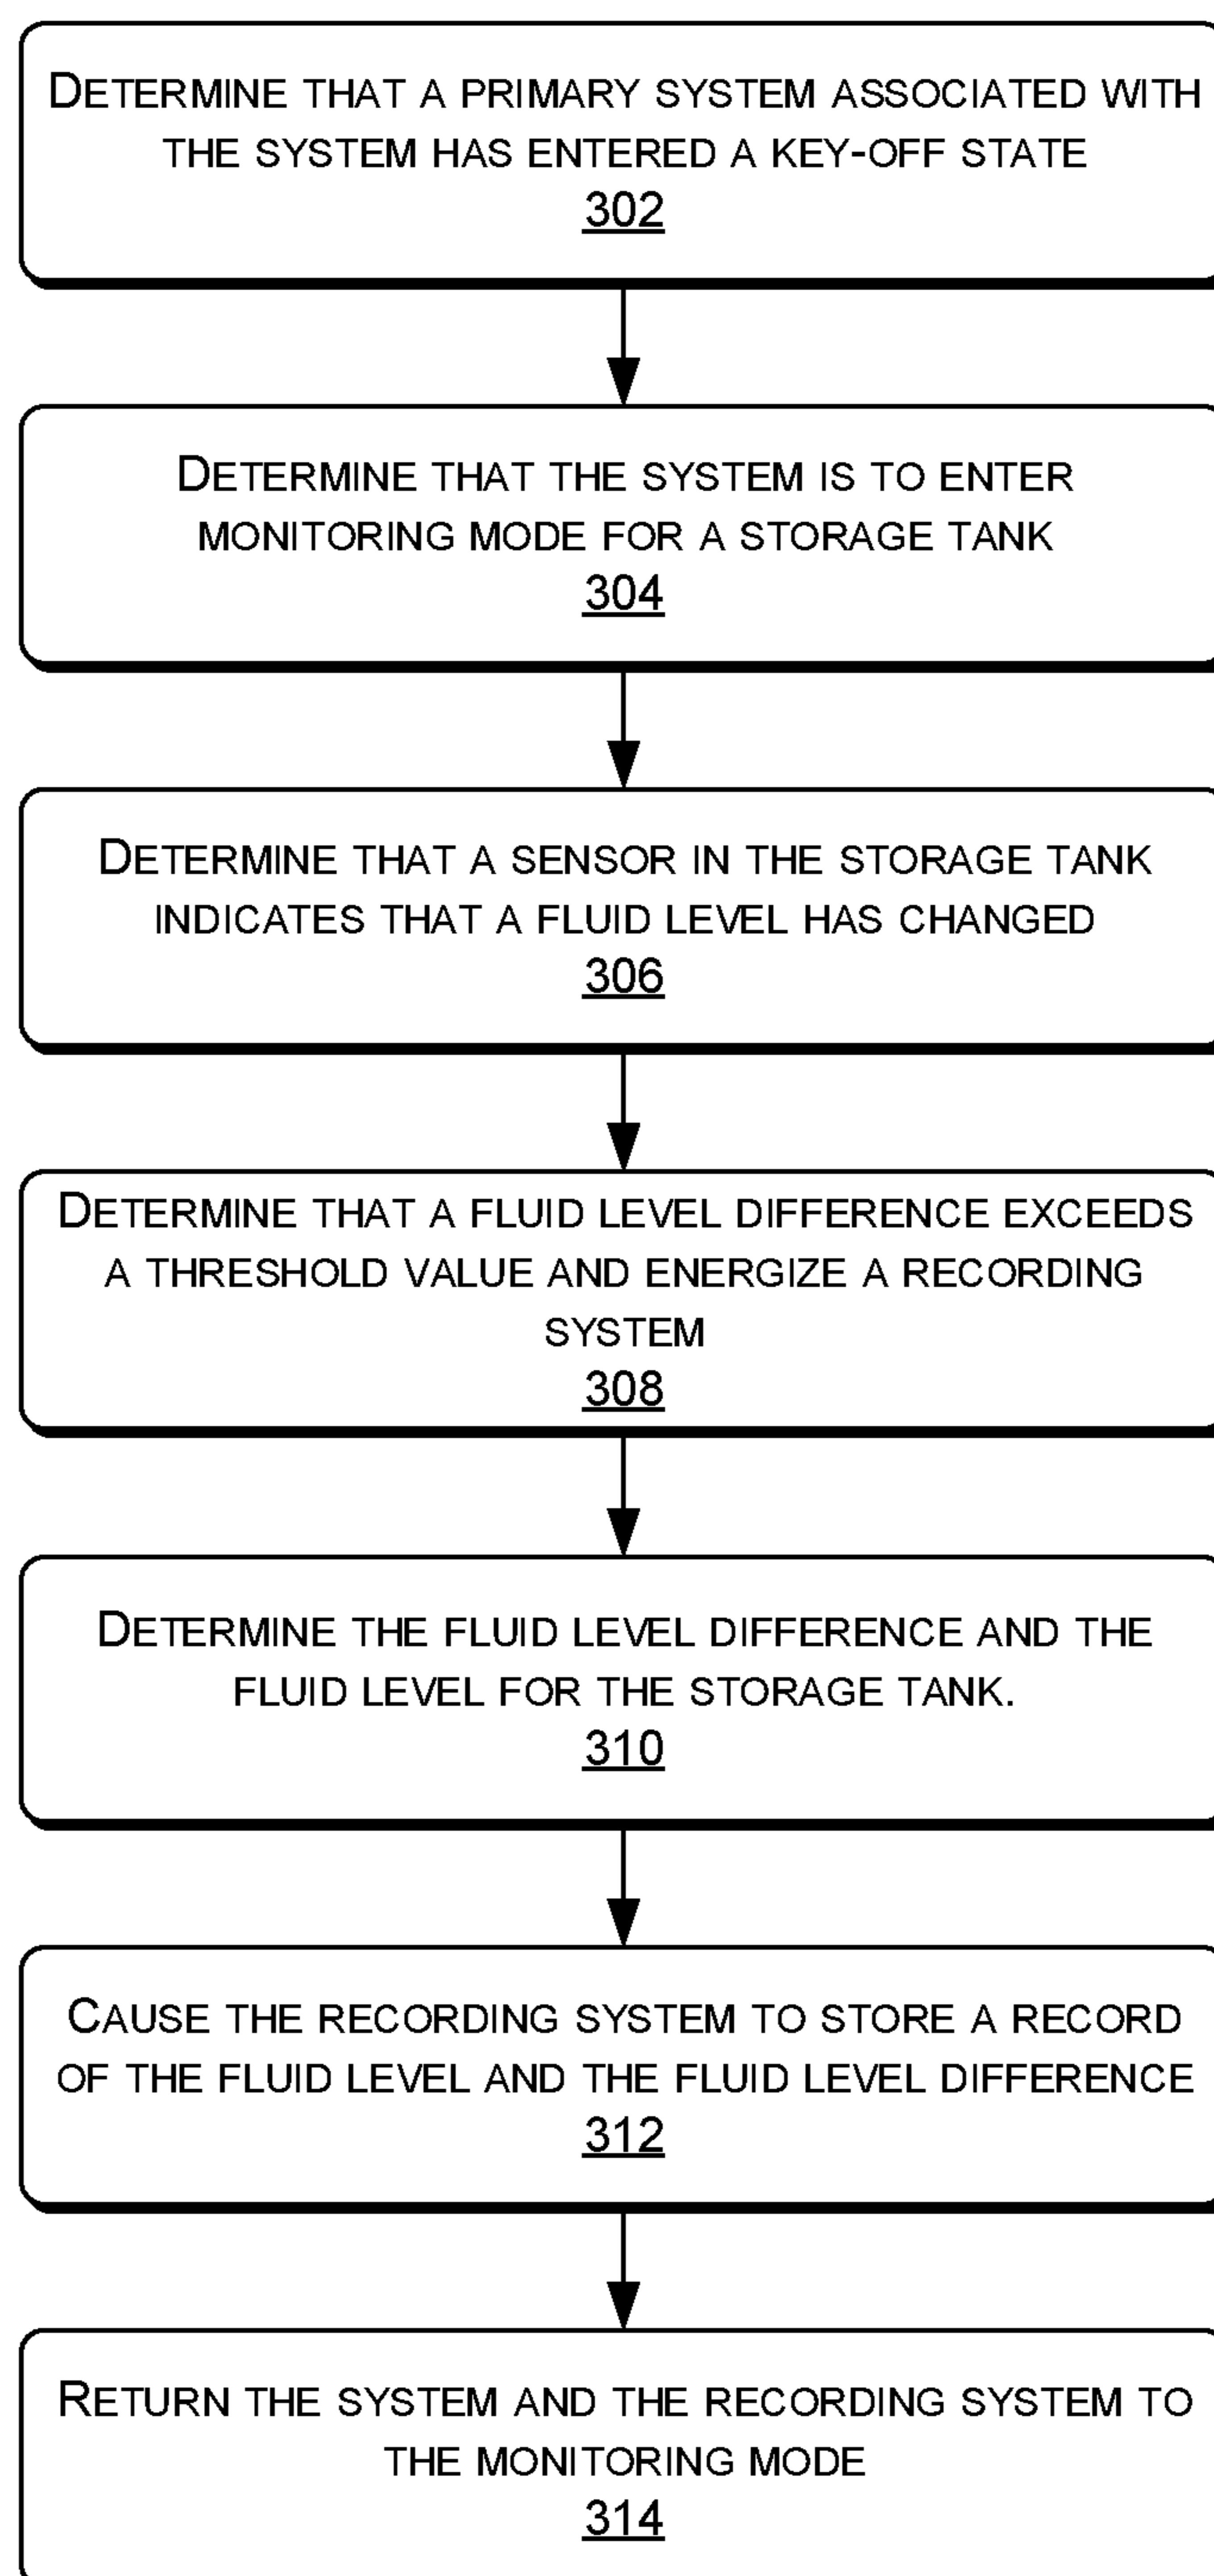 DETERMINE THAT A PRIMARY SYSTEM ASSOCIATED WITH
THE SYSTEM HAS ENTERED A KEY-OFF STATE
302
DETERMINE THAT THE SYSTEM IS TO ENTER
MONITORING MODE FOR A STORAGE TANK
304
DETERMINE THAT A SENSOR IN THE STORAGE TANK
INDICATES THAT A FLUID LEVEL HAS CHANGED
306
DETERMINE THAT A FLUID LEVEL DIFFERENCE EXCEEDS
A THRESHOLD VALUE AND ENERGIZE A RECORDING
SYSTEM
308
DETERMINE THE FLUID LEVEL DIFFERENCE AND THE
FLUID LEVEL FOR THE STORAGE TANK.
310
CAUSE THE RECORDING SYSTEM TO STORE A RECORD
OF THE FLUID LEVEL AND THE FLUID LEVEL DIFFERENCE
312
RETURN THE SYSTEM AND THE RECORDING SYSTEM TO
THE MONITORING MODE
314